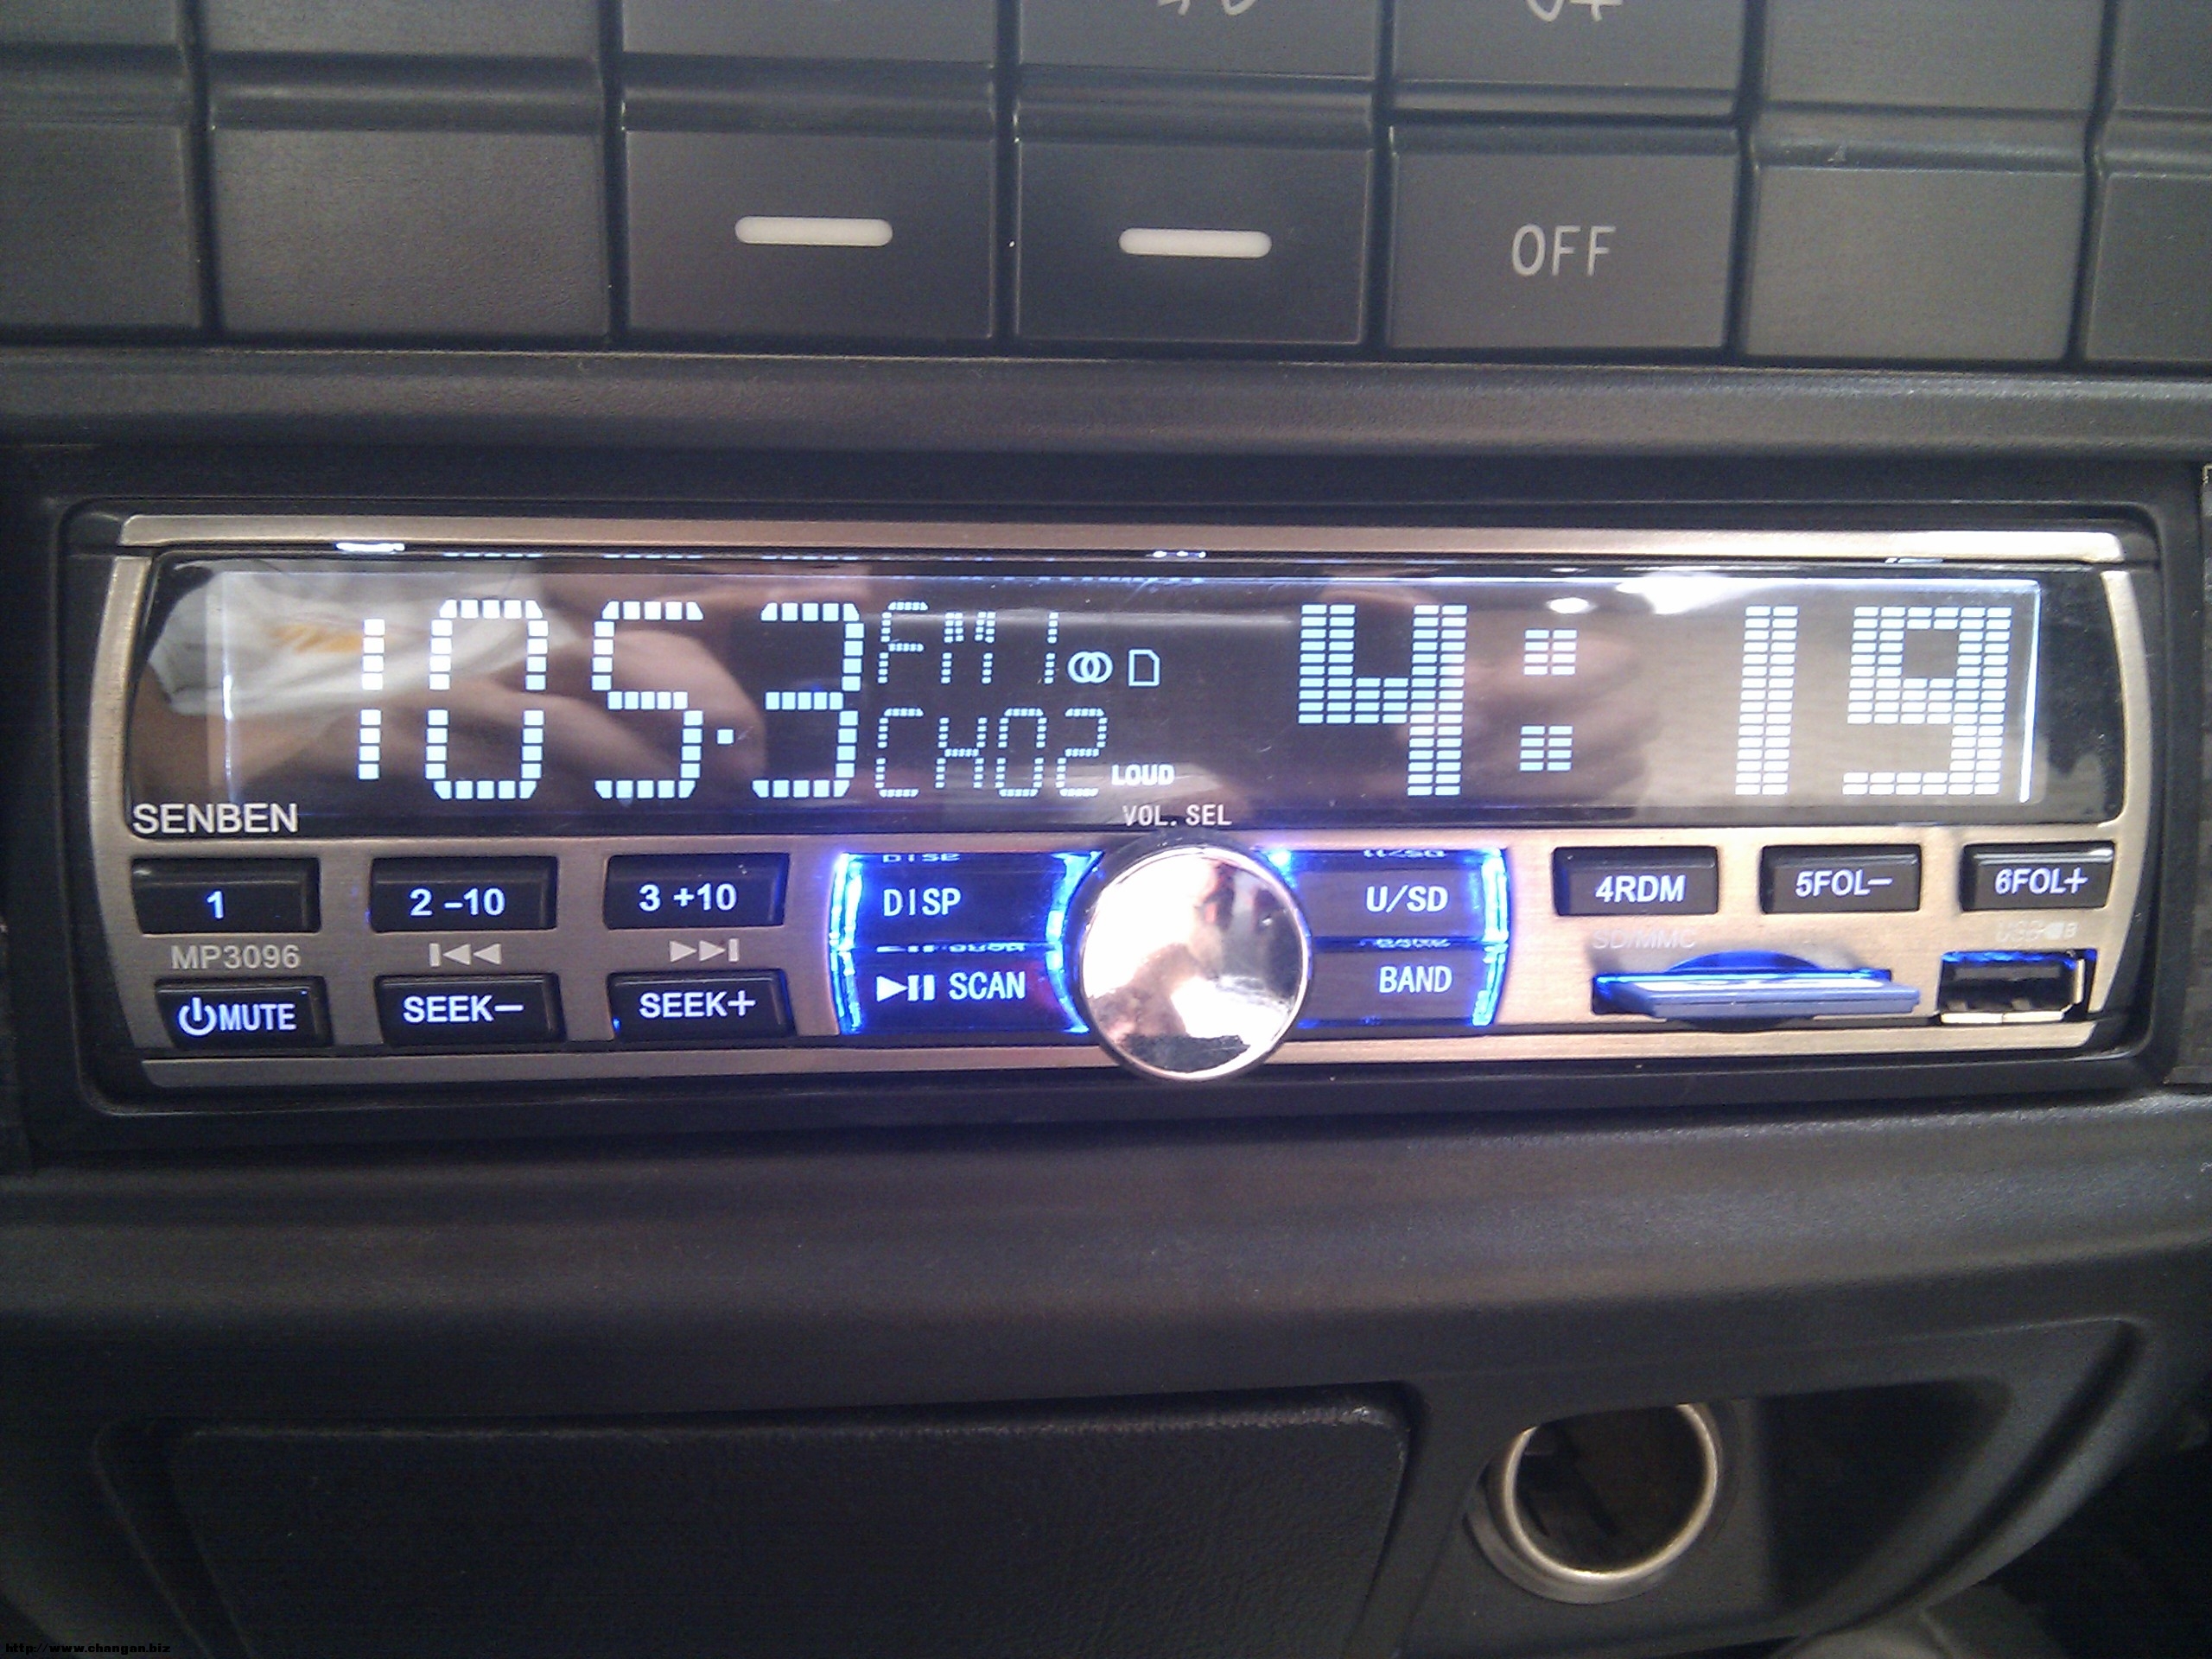 OFF
105.3 FM1 4:19
CH02 LOUD
SENBEN VOL. SEL
1 2 -10 3 +10 DISP U/SD 4RDM 5FOL- 6FOL+
MP3096 SD/MMC
MUTE SEEK- SEEK+ SCAN BAND
http://www.changan.biz